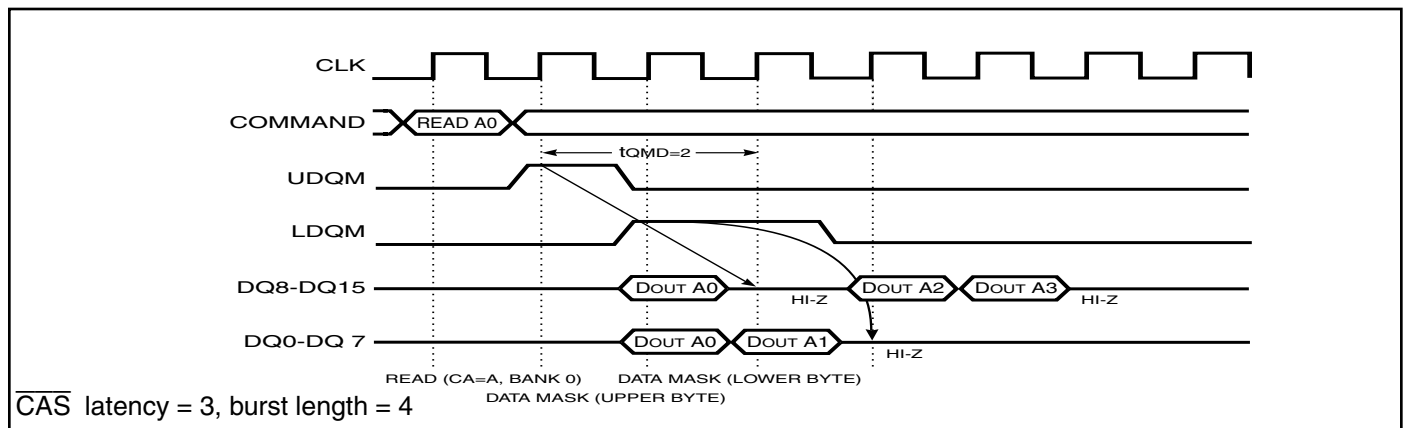 CLK
COMMAND READ A0
tQMD=2
UDQM
LDQM
DQ8-DQ15 DOUT A0 HI-Z DOUT A2 DOUT A3 HI-Z
DQ0-DQ 7 DOUT A0 DOUT A1 HI-Z
READ (CA=A, BANK 0) DATA MASK (LOWER BYTE)
DATA MASK (UPPER BYTE)
C̅A̅S̅ latency = 3, burst length = 4